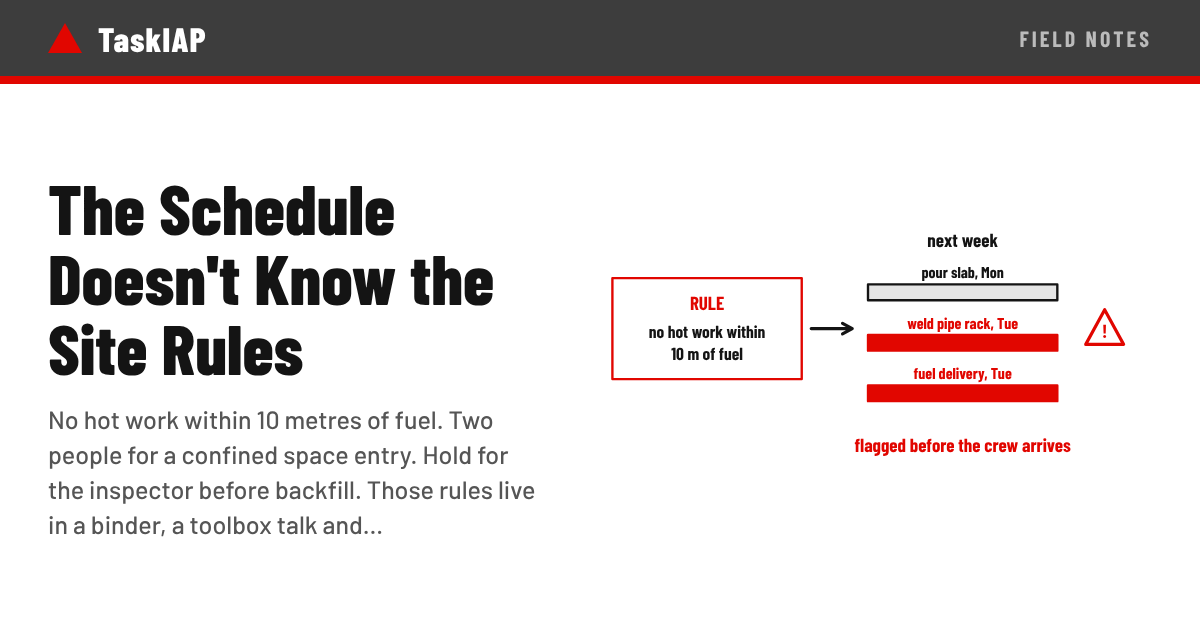 TaskIAP
FIELD NOTES
The Schedule
Doesn't Know the
Site Rules
No hot work within 10 metres of fuel. Two
people for a confined space entry. Hold for
the inspector before backfill. Those rules live
in a binder, a toolbox talk and...
RULE
no hot work within
10 m of fuel
next week
pour slab, Mon
weld pipe rack, Tue
!
fuel delivery, Tue
flagged before the crew arrives